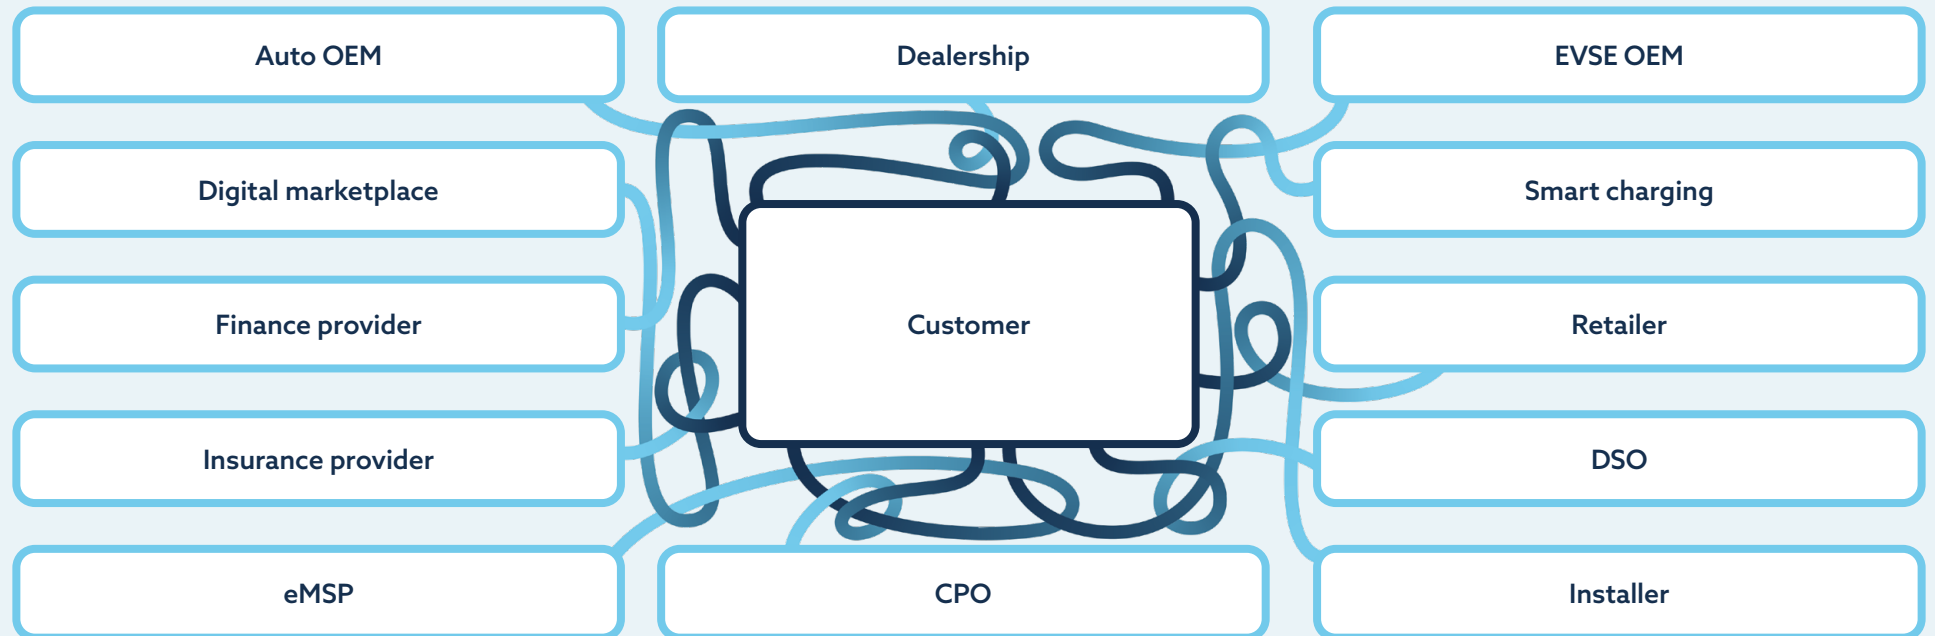 Auto OEM
Dealership
EVSE OEM
Digital marketplace
Smart charging
Finance provider
Customer
Retailer
Insurance provider
DSO
eMSP
CPO
Installer